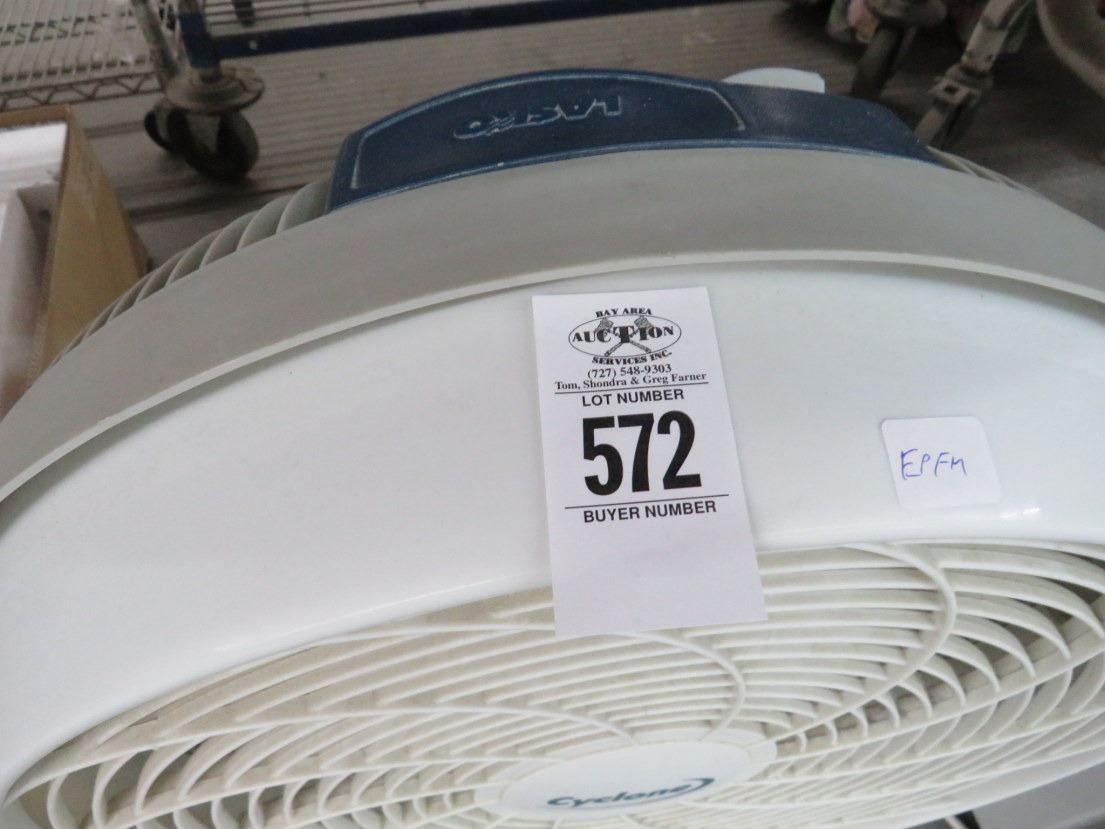 LASKO
BAY AREA
AUCTION
SERVICES INC.
(727) 548-9303
Tom, Shondra & Greg Farner
LOT NUMBER
572
BUYER NUMBER
EPFM
Cyclone